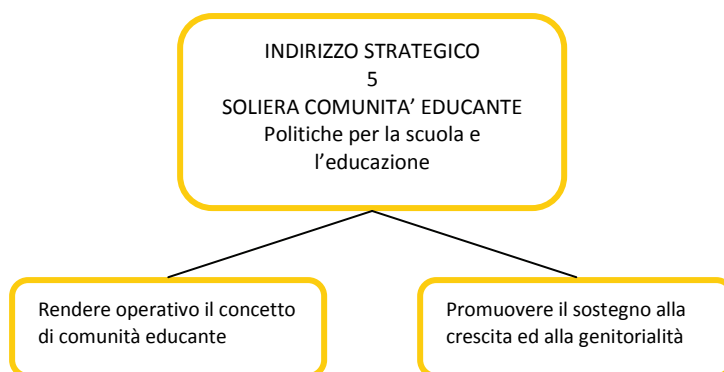 INDIRIZZO STRATEGICO
5
SOLIERA COMUNITA’ EDUCANTE
Politiche per la scuola e
l’educazione
Rendere operativo il concetto
di comunità educante
Promuovere il sostegno alla
crescita ed alla genitorialità